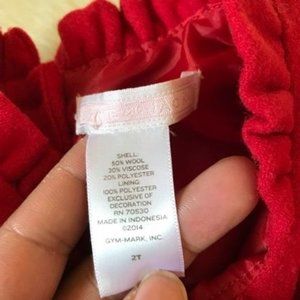 SHELL:
50% WOOL
30% VISCOSE
20% POLYESTER
LINING:
100% POLYESTER
EXCLUSIVE OF
DECORATION
RN 70530
MADE IN INDONESIA
©2014
GYM-MARK, INC.
2T